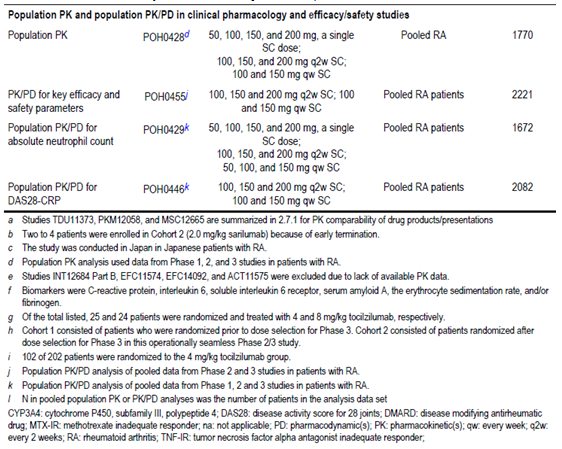 Population PK and population PK/PD in clinical pharmacology and efficacy/safety studies
Population PK POH0428d 50, 100, 150, and 200 mg, a single Pooled RA 1770
SC dose;
100, 150, and 200 mg q2w SC;
100 and 150 mg qw SC
PK/PD for key efficacy and POH0455j 100, 150, and 200 mg q2w SC; 100 Pooled RA patients 2221
safety parameters and 150 mg qw SC
Population PK/PD for POH0429k 50, 100, 150, and 200 mg, a single Pooled RA patients 1672
absolute neutrophil count SC dose;
100, 150, and 200 mg q2w SC;
50, 100, and 150 mg qw SC
Population PK/PD for POH0446k 100, 150, and 200 mg q2w SC; Pooled RA patients 2082
DAS28-CRP 100 and 150 mg qw SC
a Studies TDU11373, PKM12058, and MSC12665 are summarized in 2.7.1 for PK comparability of drug products/presentations
b Two to 4 patients were enrolled in Cohort 2 (2.0 mg/kg sarilumab) because of early termination.
c The study was conducted in Japan in Japanese patients with RA.
d Population PK analysis used data from Phase 1, 2, and 3 studies in patients with RA.
e Studies INT12684 Part B, EFC11574, EFC14092, and ACT11575 were excluded due to lack of available PK data.
f Biomarkers were C-reactive protein, interleukin 6, soluble interleukin 6 receptor, serum amyloid A, the erythrocyte sedimentation rate, and/or
fibrinogen.
g Of the total listed, 25 and 24 patients were randomized and treated with 4 and 8 mg/kg tocilizumab, respectively.
h Cohort 1 consisted of patients who were randomized prior to dose selection for Phase 3. Cohort 2 consisted of patients randomized after
dose selection for Phase 3 in this operationally seamless Phase 2/3 study.
i 102 of 202 patients were randomized to the 4 mg/kg tocilizumab group.
j Population PK/PD analysis of pooled data from Phase 2 and 3 studies in patients with RA.
k Population PK/PD analysis of pooled data from Phase 1, 2, and 3 studies in patients with RA.
l N in pooled population PK or PK/PD analyses was the number of patients in the analysis data set
CYP3A4: cytochrome P450, subfamily III, polypeptide 4; DAS28: disease activity score for 28 joints; DMARD: disease modifying antirheumatic
drug; MTX-IR: methotrexate inadequate responder; na: not applicable; PD: pharmacodynamic(s); PK: pharmacokinetic(s); qw: every week; q2w:
every 2 weeks; RA: rheumatoid arthritis; TNF-IR: tumor necrosis factor alpha antagonist inadequate responder;